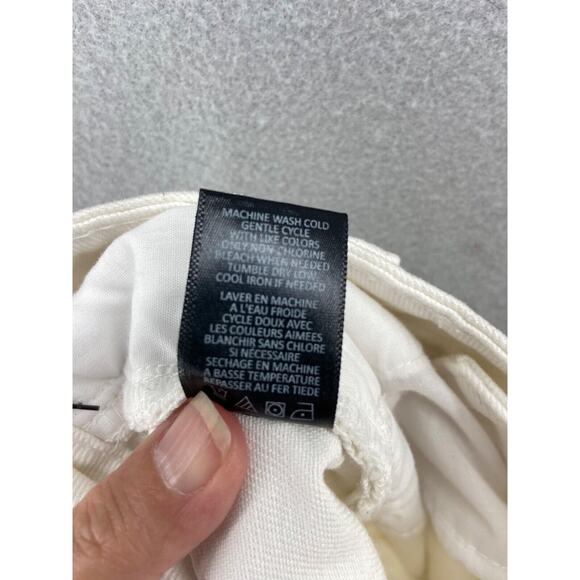 MACHINE WASH COLD
GENTLE CYCLE
WITH LIKE COLORS
ONLY NON-CHLORINE
BLEACH WHEN NEEDED
TUMBLE DRY LOW
COOL IRON IF NEEDED
LAVER EN MACHINE
A L'EAU FROIDE
CYCLE DOUX AVEC
LES COULEURS AIMEES
BLANCHIR SANS CHLORE
SI NÉCESSAIRE
SECHAGE EN MACHINE
A BASSE TEMPERATURE
REPASSER AU FER TIEDE